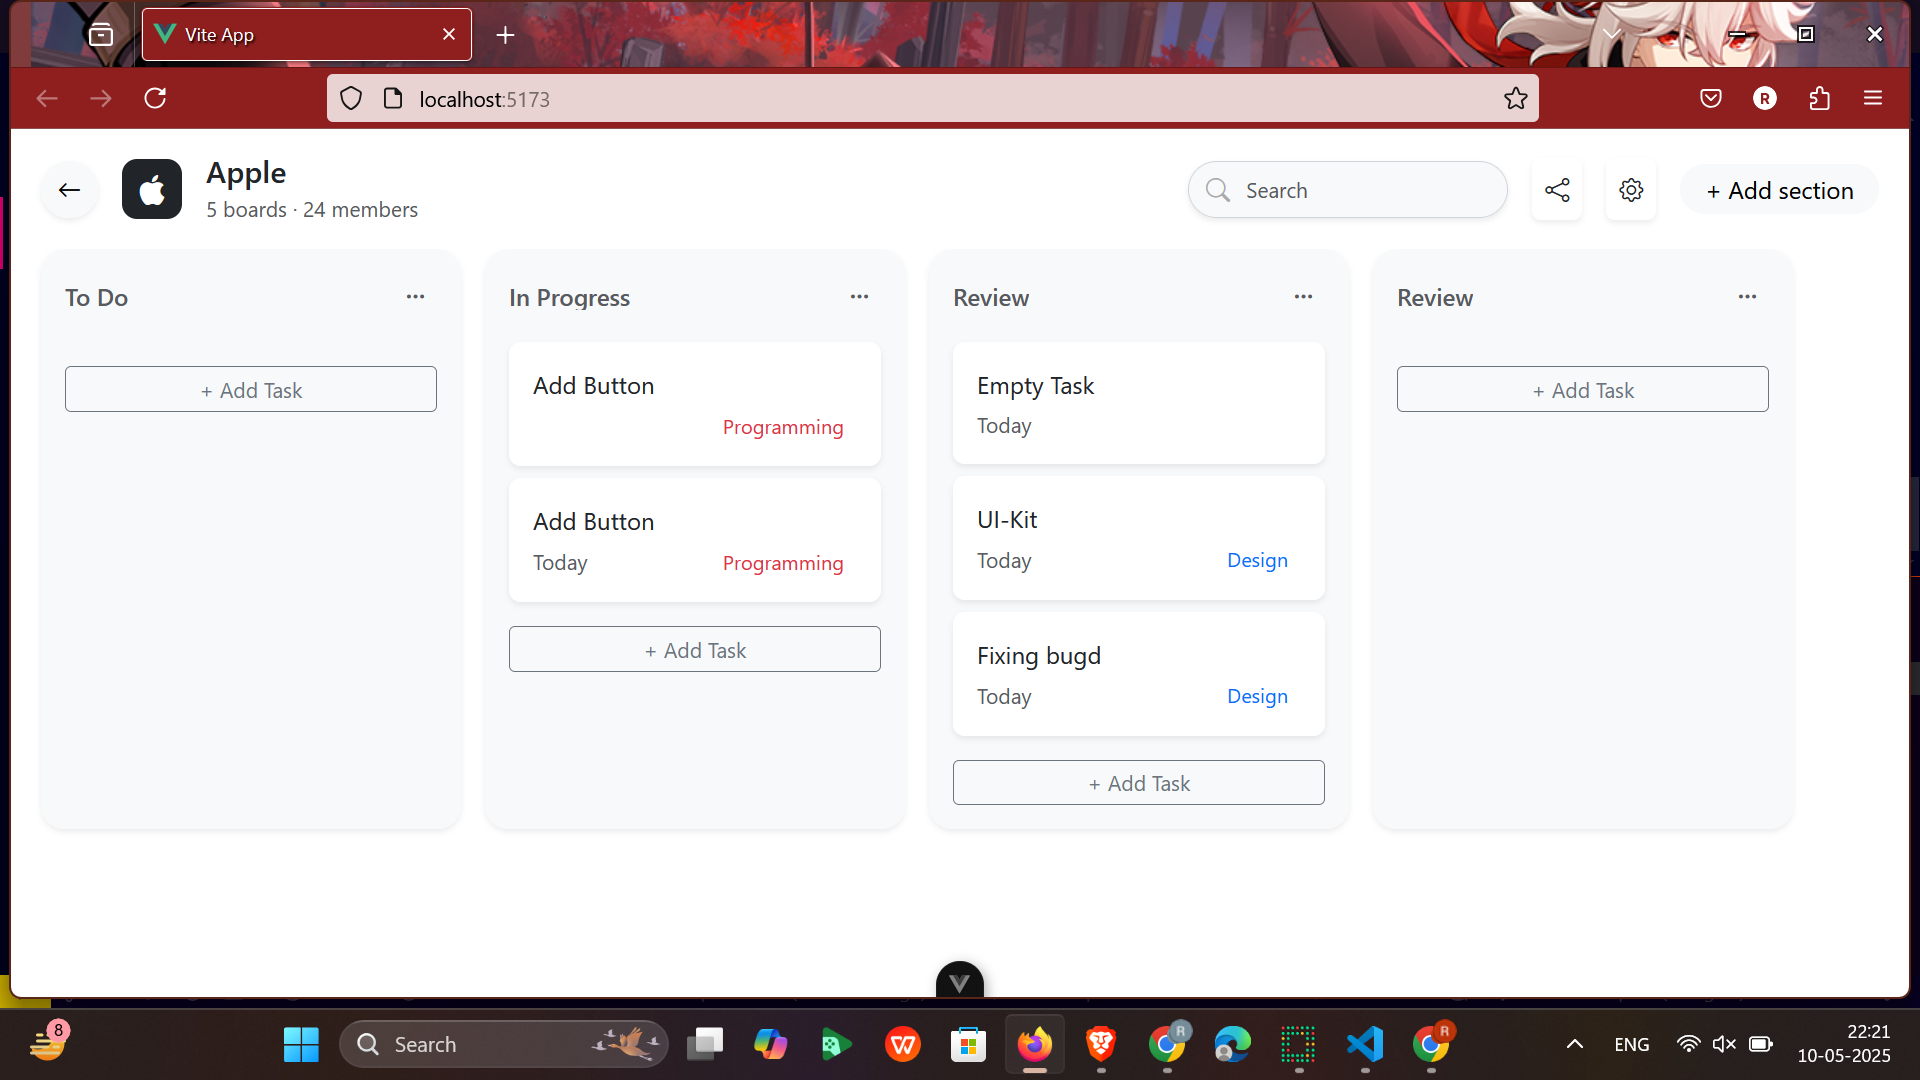 Vite App
localhost:5173
R
Apple
5 boards · 24 members
Search
+ Add section
To Do
+ Add Task
In Progress
Add Button
Programming
Add Button
Today
Programming
+ Add Task
Review
Empty Task
Today
UI-Kit
Today
Design
Fixing bugd
Today
Design
+ Add Task
Review
+ Add Task
8
Search
R
R
ENG
22:21
10-05-2025